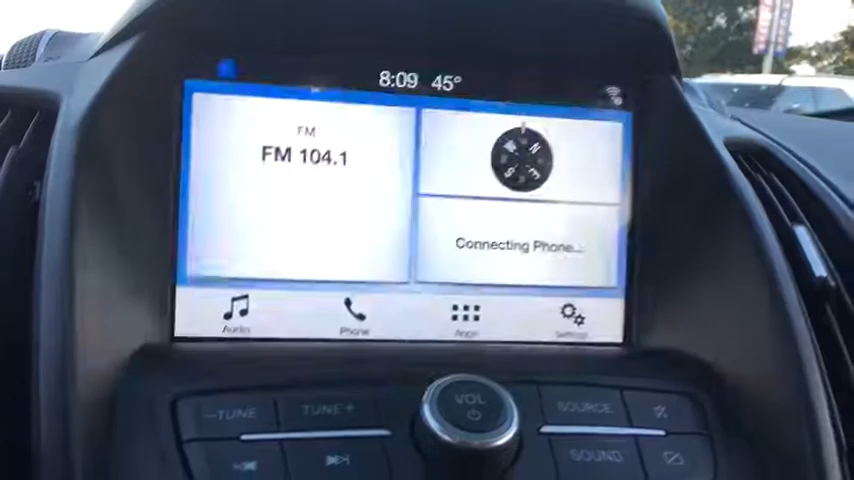 8:09 45°
FM
FM 104.1
N
E
S
Connecting Phone...
Audio
Phone
Apps
Settings
VOL
−TUNE
TUNE+
SOURCE
SOUND